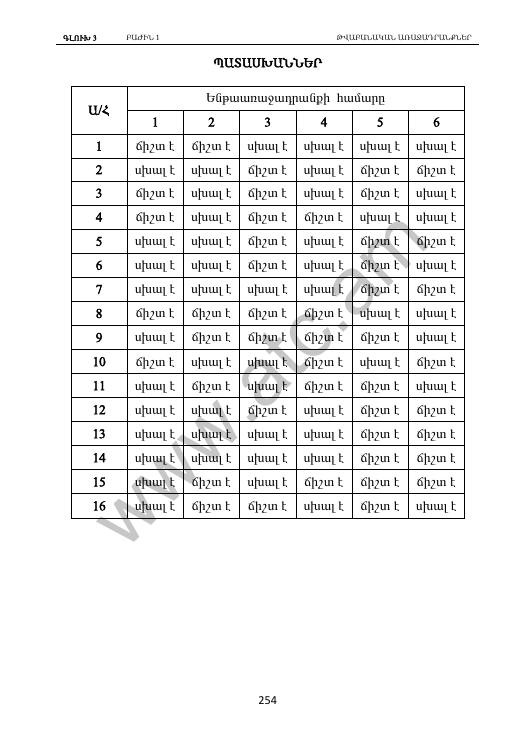 ԳԼՈՒԽ 3 ԲԱԺԻՆ 1 ԹՎԱԲԱՆԱԿԱՆ ԱՌԱՋԱԴՐԱՆՔՆԵՐ
ՊԱՏԱՍԽԱՆՆԵՐ
Ա/Հ Ենթաառաջադրանքի համարը
1 2 3 4 5 6
1 ճիշտ է ճիշտ է սխալ է սխալ է սխալ է սխալ է
2 սխալ է սխալ է ճիշտ է սխալ է ճիշտ է ճիշտ է
3 ճիշտ է սխալ է ճիշտ է սխալ է ճիշտ է սխալ է
4 ճիշտ է սխալ է ճիշտ է ճիշտ է սխալ է սխալ է
5 սխալ է սխալ է ճիշտ է սխալ է ճիշտ է ճիշտ է
6 սխալ է սխալ է ճիշտ է սխալ է ճիշտ է սխալ է
7 սխալ է սխալ է սխալ է սխալ է ճիշտ է ճիշտ է
8 ճիշտ է ճիշտ է ճիշտ է ճիշտ է սխալ է սխալ է
9 սխալ է սխալ է ճիշտ է ճիշտ է սխալ է սխալ է
10 ճիշտ է սխալ է սխալ է ճիշտ է սխալ է ճիշտ է
11 սխալ է ճիշտ է սխալ է ճիշտ է ճիշտ է սխալ է
12 սխալ է սխալ է ճիշտ է սխալ է ճիշտ է ճիշտ է
13 սխալ է սխալ է սխալ է սխալ է ճիշտ է ճիշտ է
14 սխալ է սխալ է սխալ է սխալ է ճիշտ է ճիշտ է
15 սխալ է ճիշտ է սխալ է ճիշտ է սխալ է ճիշտ է
16 սխալ է ճիշտ է ճիշտ է սխալ է ճիշտ է սխալ է
www.atc.am
254